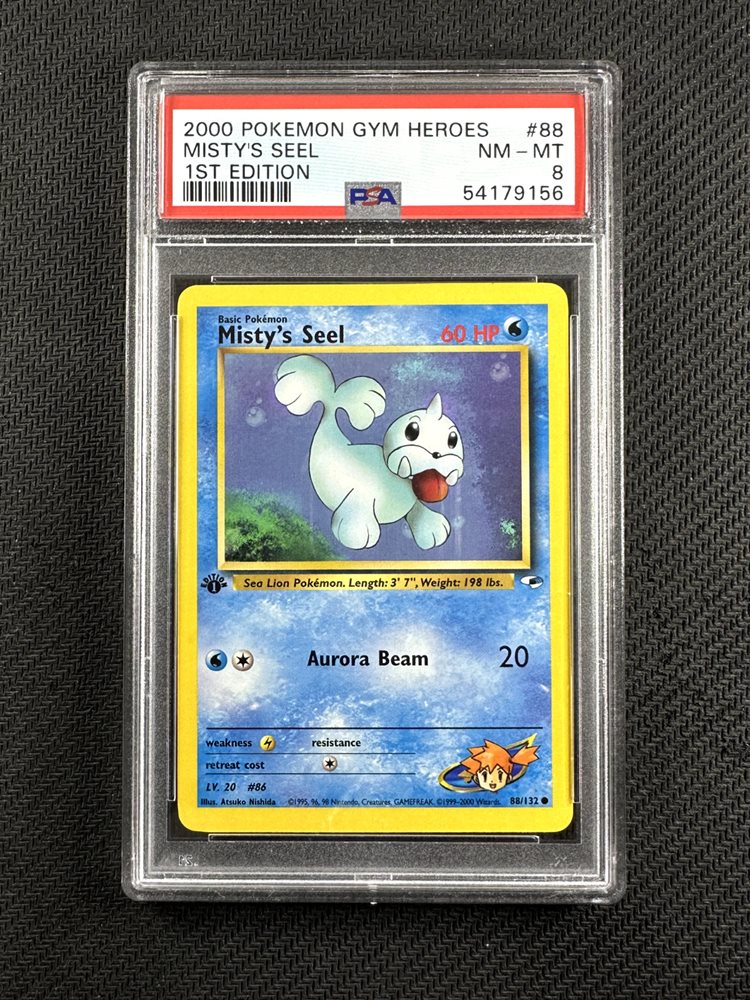 2000 POKEMON GYM HEROES #88
MISTY'S SEEL NM - MT
1ST EDITION 8
PSA 54179156
Basic Pokémon
Misty's Seel 60 HP
EDITION 1
Sea Lion Pokémon. Length: 3' 7", Weight: 198 lbs.
Aurora Beam 20
weakness resistance
retreat cost
LV. 20 #86
Illus. Atsuko Nishida ©1995, 96, 98 Nintendo, Creatures, GAMEFREAK. ©1999-2000 Wizards. 88/132